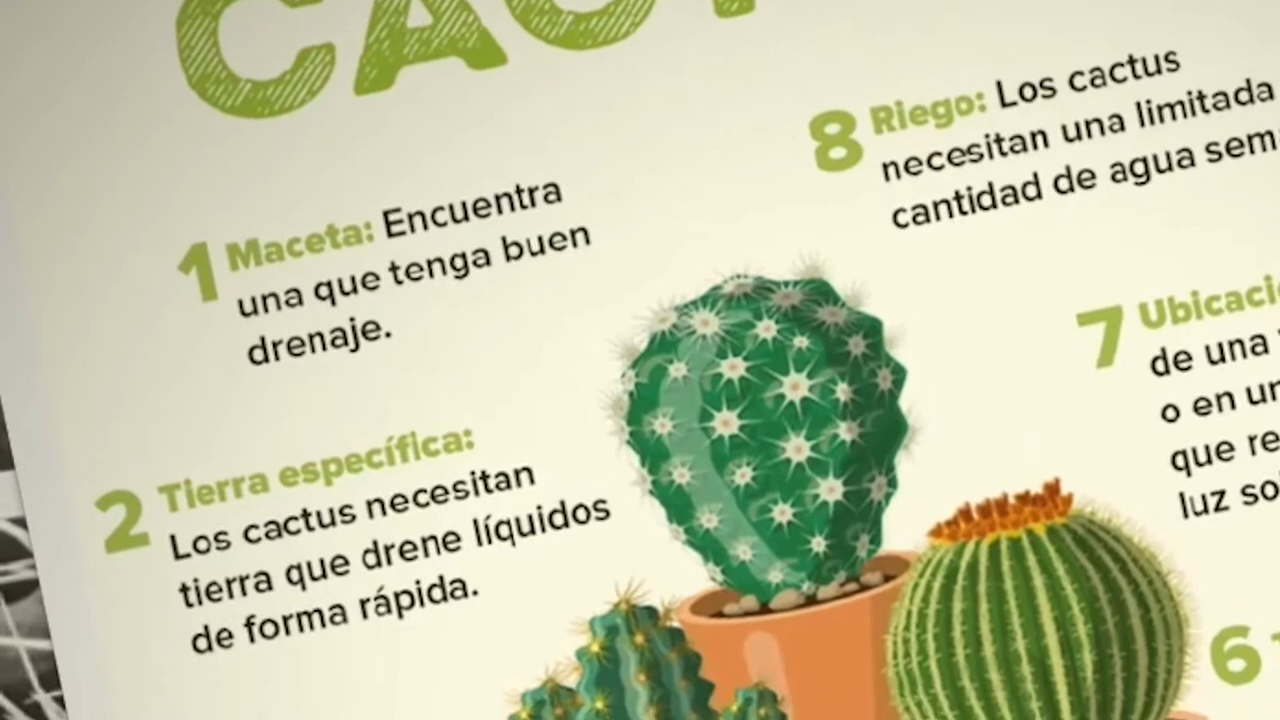 CACT
1 Maceta: Encuentra
una que tenga buen
drenaje.
2 Tierra específica:
Los cactus necesitan
tierra que drene líquidos
de forma rápida.
8 Riego: Los cactus
necesitan una limitada
cantidad de agua sem
7 Ubicaci
de una
o en un
que re
luz so
6